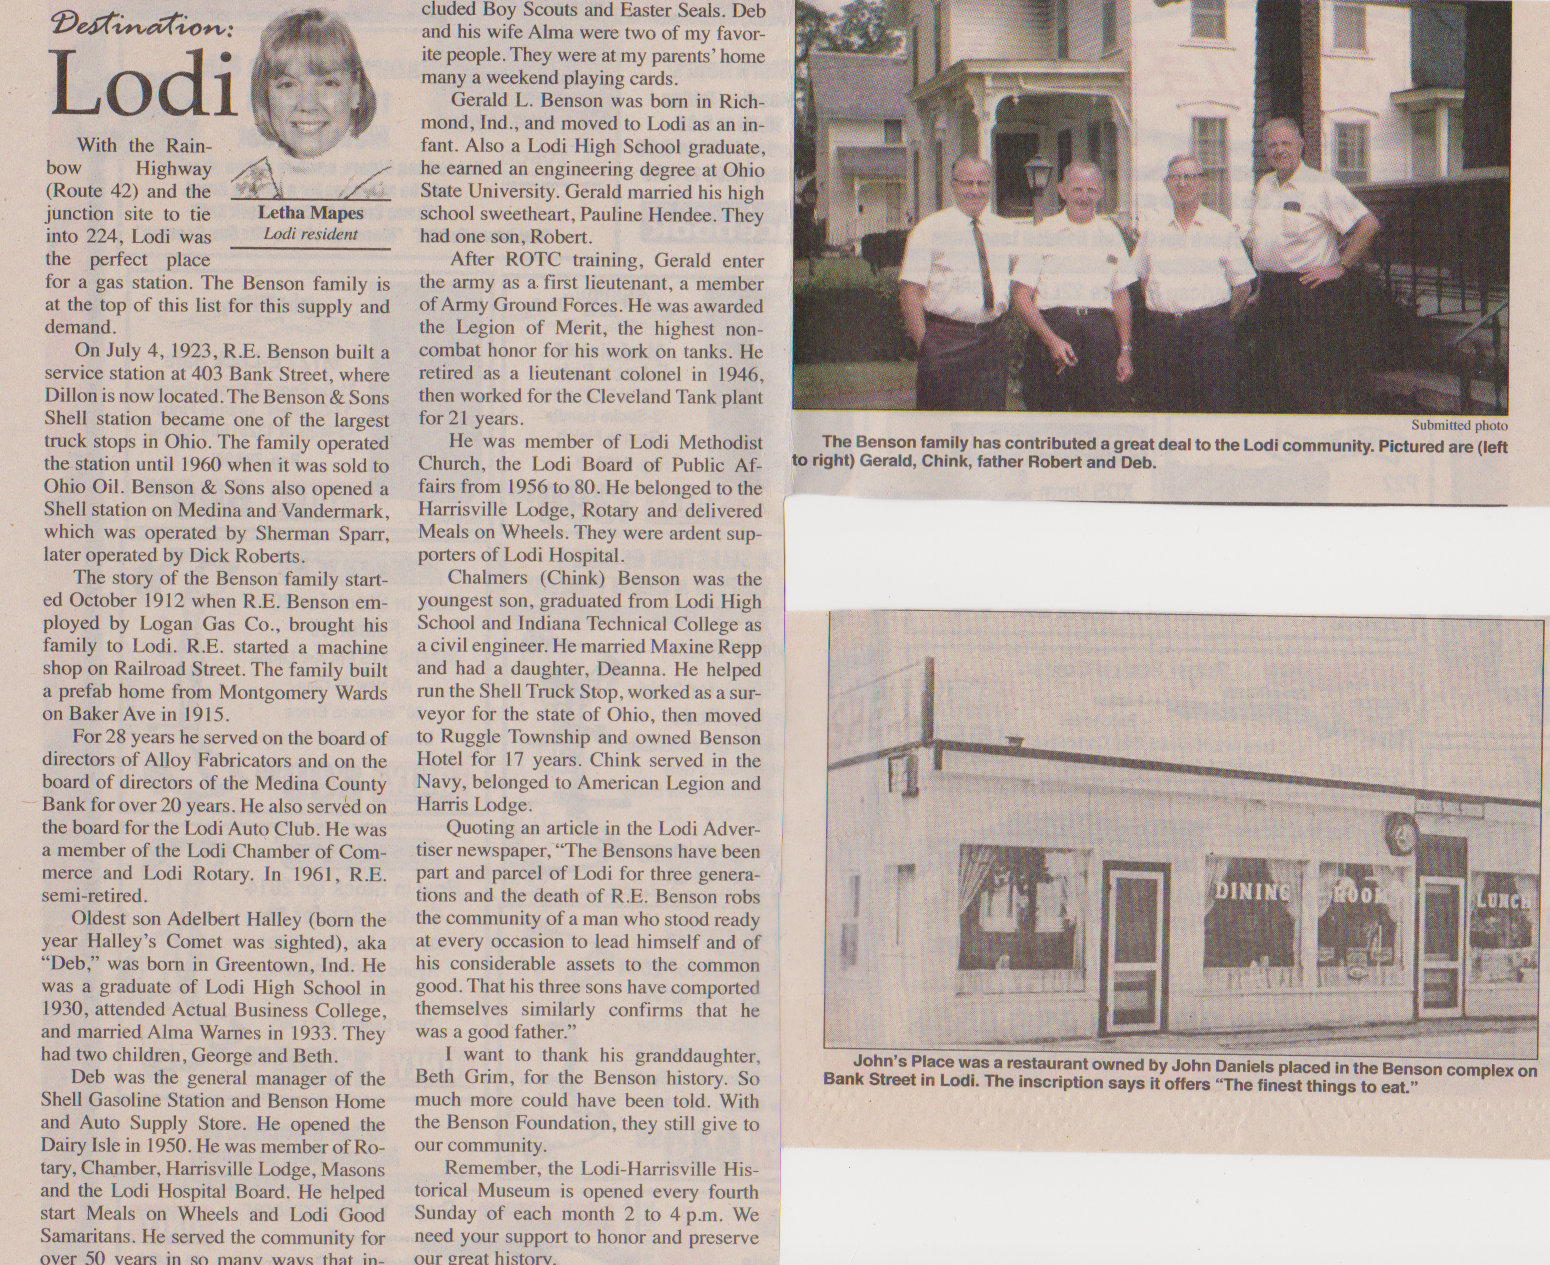 Destination:
Lodi
With the Rain-
bow Highway
(Route 42) and the
junction site to tie
into 224, Lodi was
the perfect place
Letha Mapes
Lodi resident
for a gas station. The Benson family is
at the top of this list for this supply and
demand.
On July 4, 1923, R.E. Benson built a
service station at 403 Bank Street, where
Dillon is now located. The Benson & Sons
Shell station became one of the largest
truck stops in Ohio. The family operated
the station until 1960 when it was sold to
Ohio Oil. Benson & Sons also opened a
Shell station on Medina and Vandermark,
which was operated by Sherman Sparr,
later operated by Dick Roberts.
The story of the Benson family start-
ed October 1912 when R.E. Benson em-
ployed by Logan Gas Co., brought his
family to Lodi. R.E. started a machine
shop on Railroad Street. The family built
a prefab home from Montgomery Wards
on Baker Ave in 1915.
For 28 years he served on the board of
directors of Alloy Fabricators and on the
board of directors of the Medina County
Bank for over 20 years. He also served on
the board for the Lodi Auto Club. He was
a member of the Lodi Chamber of Com-
merce and Lodi Rotary. In 1961, R.E.
semi-retired.
Oldest son Adelbert Halley (born the
year Halley's Comet was sighted), aka
"Deb," was born in Greentown, Ind. He
was a graduate of Lodi High School in
1930, attended Actual Business College,
and married Alma Warnes in 1933. They
had two children, George and Beth.
Deb was the general manager of the
Shell Gasoline Station and Benson Home
and Auto Supply Store. He opened the
Dairy Isle in 1950. He was member of Ro-
tary, Chamber, Harrisville Lodge, Masons
and the Lodi Hospital Board. He helped
start Meals on Wheels and Lodi Good
Samaritans. He served the community for
over 50 years in so many ways that in-
cluded Boy Scouts and Easter Seals. Deb
and his wife Alma were two of my favor-
ite people. They were at my parents' home
many a weekend playing cards.
Gerald L. Benson was born in Rich-
mond, Ind., and moved to Lodi as an in-
fant. Also a Lodi High School graduate,
he earned an engineering degree at Ohio
State University. Gerald married his high
school sweetheart, Pauline Hendee. They
had one son, Robert.
After ROTC training, Gerald enter
the army as a first lieutenant, a member
of Army Ground Forces. He was awarded
the Legion of Merit, the highest non-
combat honor for his work on tanks. He
retired as a lieutenant colonel in 1946,
then worked for the Cleveland Tank plant
for 21 years.
He was member of Lodi Methodist
Church, the Lodi Board of Public Af-
fairs from 1956 to 80. He belonged to the
Harrisville Lodge, Rotary and delivered
Meals on Wheels. They were ardent sup-
porters of Lodi Hospital.
Chalmers (Chink) Benson was the
youngest son, graduated from Lodi High
School and Indiana Technical College as
a civil engineer. He married Maxine Repp
and had a daughter, Deanna. He helped
run the Shell Truck Stop, worked as a sur-
veyor for the state of Ohio, then moved
to Ruggle Township and owned Benson
Hotel for 17 years. Chink served in the
Navy, belonged to American Legion and
Harris Lodge.
Quoting an article in the Lodi Adver-
tiser newspaper, "The Bensons have been
part and parcel of Lodi for three genera-
tions and the death of R.E. Benson robs
the community of a man who stood ready
at every occasion to lead himself and of
his considerable assets to the common
good. That his three sons have comported
themselves similarly confirms that he
was a good father."
I want to thank his granddaughter,
Beth Grim, for the Benson history. So
much more could have been told. With
the Benson Foundation, they still give to
our community.
Remember, the Lodi-Harrisville His-
torical Museum is opened every fourth
Sunday of each month 2 to 4 p.m. We
need your support to honor and preserve
our great history.
Submitted photo
The Benson family has contributed a great deal to the Lodi community. Pictured are (left
to right) Gerald, Chink, father Robert and Deb.
DINING ROOM LUNCH
John's Place was a restaurant owned by John Daniels placed in the Benson complex on
Bank Street in Lodi. The inscription says it offers "The finest things to eat."